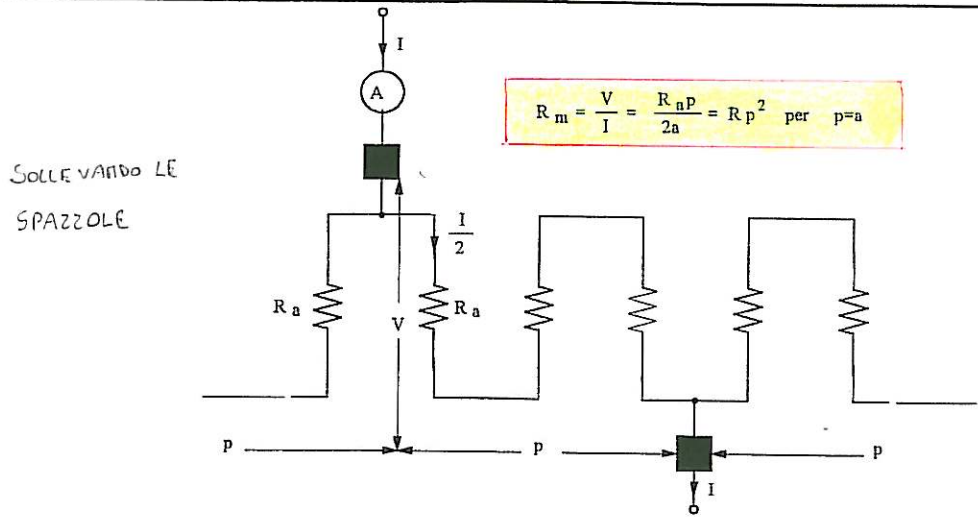 I
A
R m = V/I = R a p / 2a = R p² per p=a
SOLLEVANDO LE
SPAZZOLE
I/2
R a
V
R a
p
p
p
I